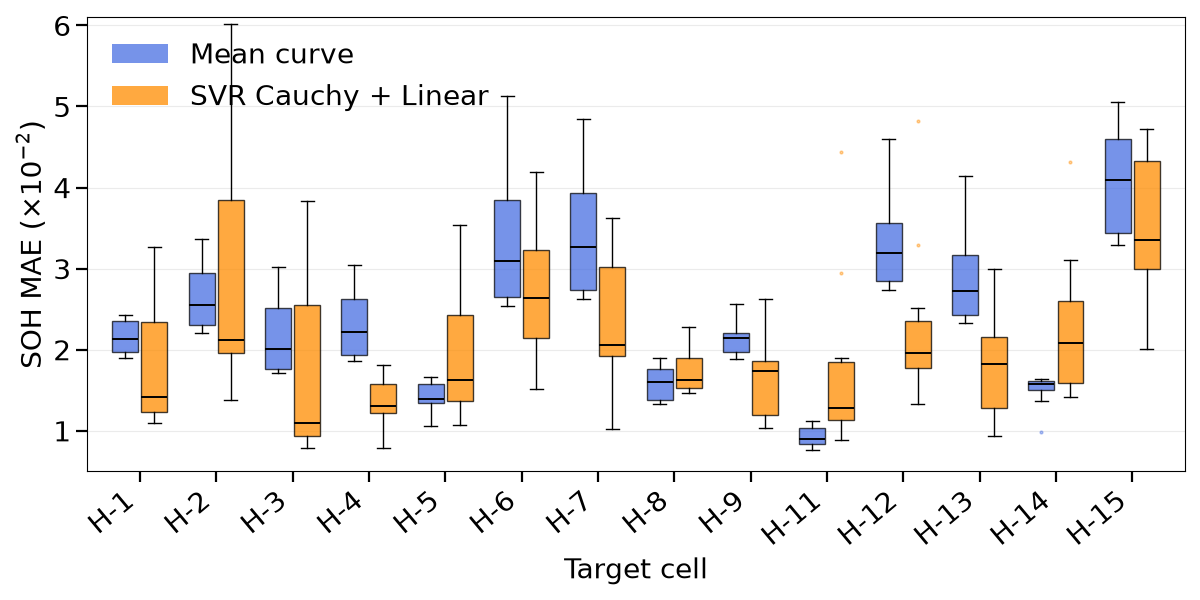 Mean curve
SVR Cauchy + Linear
SOH MAE (×10⁻²)
6
5
4
3
2
1
H-1
H-2
H-3
H-4
H-5
H-6
H-7
H-8
H-9
H-11
H-12
H-13
H-14
H-15
Target cell